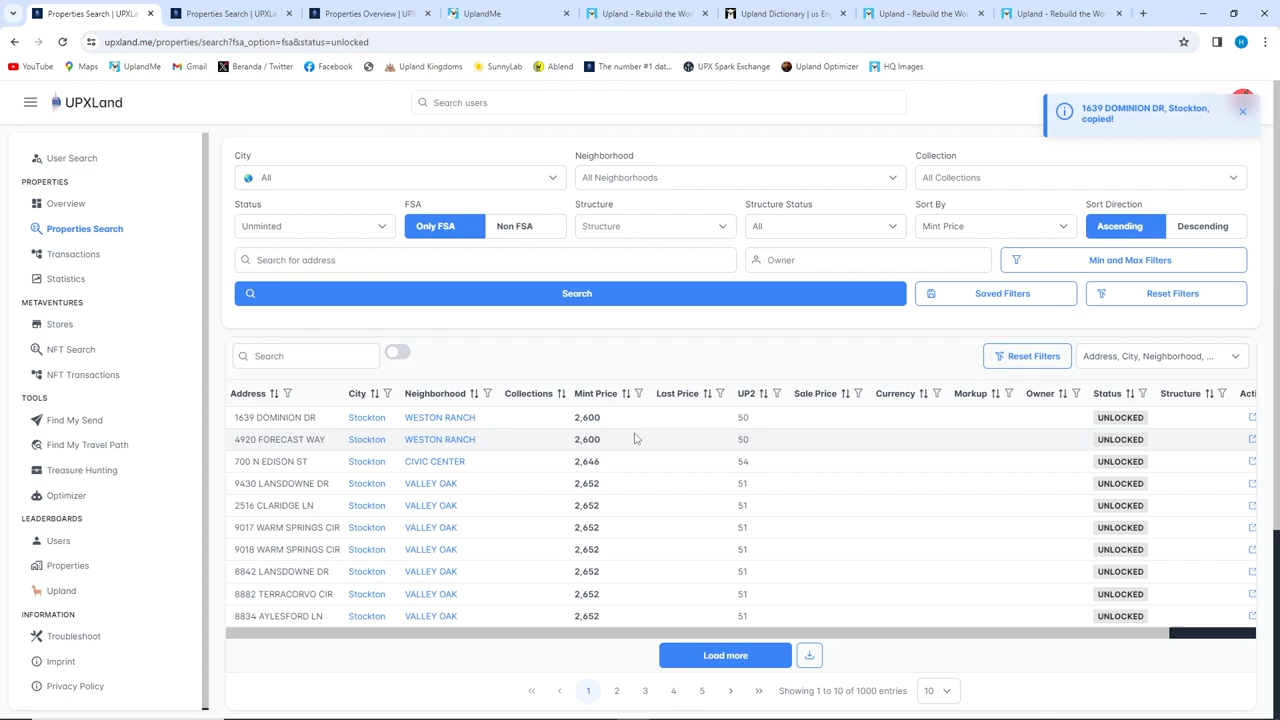 Properties Search | UPXLa
Properties Search | UPXL
Properties Overview | UPX
UplandMe
Upland - Rebuild the Wor
Upland Dictionary | us En
Upland - Rebuild the Wor
Upland - Rebuild the Wor
upxland.me/properties/search?fsa_option=fsa&status=unlocked
YouTube
Maps
UplandMe
Gmail
Beranda / Twitter
Facebook
Upland Kingdoms
SunnyLab
Ablend
The number #1 dat...
UPX Spark Exchange
Upland Optimizer
HQ Images
UPXLand
Search users
1639 DOMINION DR, Stockton,
copied!
User Search
PROPERTIES
Overview
Properties Search
Transactions
Statistics
METAVENTURES
Stores
NFT Search
NFT Transactions
TOOLS
Find My Send
Find My Travel Path
Treasure Hunting
Optimizer
LEADERBOARDS
Users
Properties
Upland
INFORMATION
Troubleshoot
Imprint
Privacy Policy
City Neighborhood Collection
All All Neighborhoods All Collections
Status FSA Structure Structure Status Sort By Sort Direction
Unminted Only FSA Non FSA Structure All Mint Price Ascending Descending
Search for address Owner Min and Max Filters
Search Saved Filters Reset Filters
Search Reset Filters Address, City, Neighborhood, ...
Address City Neighborhood Collections Mint Price Last Price UP2 Sale Price Currency Markup Owner Status Structure Acti
1639 DOMINION DR Stockton WESTON RANCH 2,600 50 UNLOCKED
4920 FORECAST WAY Stockton WESTON RANCH 2,600 50 UNLOCKED
700 N EDISON ST Stockton CIVIC CENTER 2,646 54 UNLOCKED
9430 LANSDOWNE DR Stockton VALLEY OAK 2,652 51 UNLOCKED
2516 CLARIDGE LN Stockton VALLEY OAK 2,652 51 UNLOCKED
9017 WARM SPRINGS CIR Stockton VALLEY OAK 2,652 51 UNLOCKED
9018 WARM SPRINGS CIR Stockton VALLEY OAK 2,652 51 UNLOCKED
8842 LANSDOWNE DR Stockton VALLEY OAK 2,652 51 UNLOCKED
8882 TERRACORVO CIR Stockton VALLEY OAK 2,652 51 UNLOCKED
8834 AYLESFORD LN Stockton VALLEY OAK 2,652 51 UNLOCKED
Load more
1 2 3 4 5 Showing 1 to 10 of 1000 entries 10